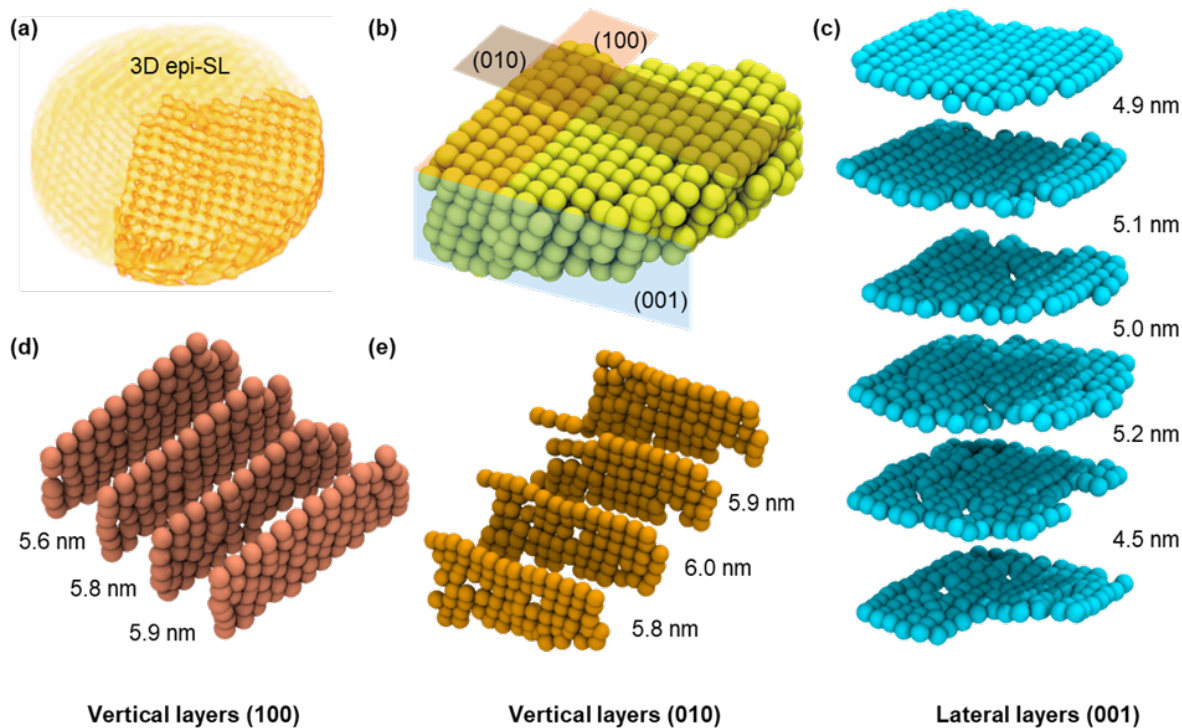 (a)
3D epi-SL
(b)
(010)
(100)
(001)
(c)
4.9 nm
5.1 nm
5.0 nm
5.2 nm
4.5 nm
(d)
5.6 nm
5.8 nm
5.9 nm
(e)
5.9 nm
6.0 nm
5.8 nm
Vertical layers (100)
Vertical layers (010)
Lateral layers (001)